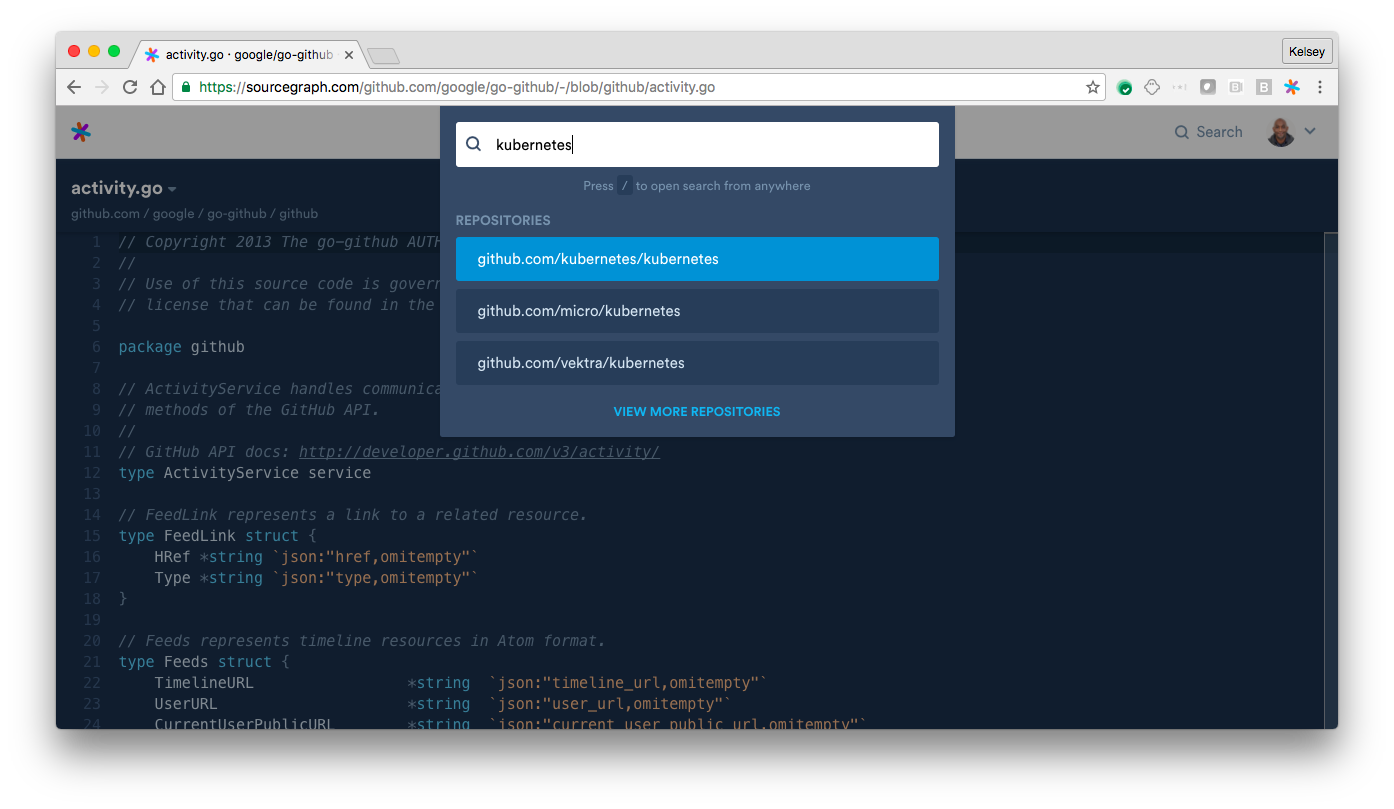 activity.go · google/go-github
Kelsey
https://sourcegraph.com/github.com/google/go-github/-/blob/github/activity.go
kubernetes
Search
Press / to open search from anywhere
activity.go
github.com / google / go-github / github
REPOSITORIES
github.com/kubernetes/kubernetes
github.com/micro/kubernetes
github.com/vektra/kubernetes
VIEW MORE REPOSITORIES
1 // Copyright 2013 The go-github AUTH
2 //
3 // Use of this source code is govern
4 // license that can be found in the
5
6 package github
7
8 // ActivityService handles communica
9 // methods of the GitHub API.
10 //
11 // GitHub API docs: http://developer.github.com/v3/activity/
12 type ActivityService service
13
14 // FeedLink represents a link to a related resource.
15 type FeedLink struct {
16 HRef *string `json:"href,omitempty"`
17 Type *string `json:"type,omitempty"`
18 }
19
20 // Feeds represents timeline resources in Atom format.
21 type Feeds struct {
22 TimelineURL *string `json:"timeline_url,omitempty"`
23 UserURL *string `json:"user_url,omitempty"`
24 CurrentUserPublicURL *string `json:"current_user_public_url,omitempty"`